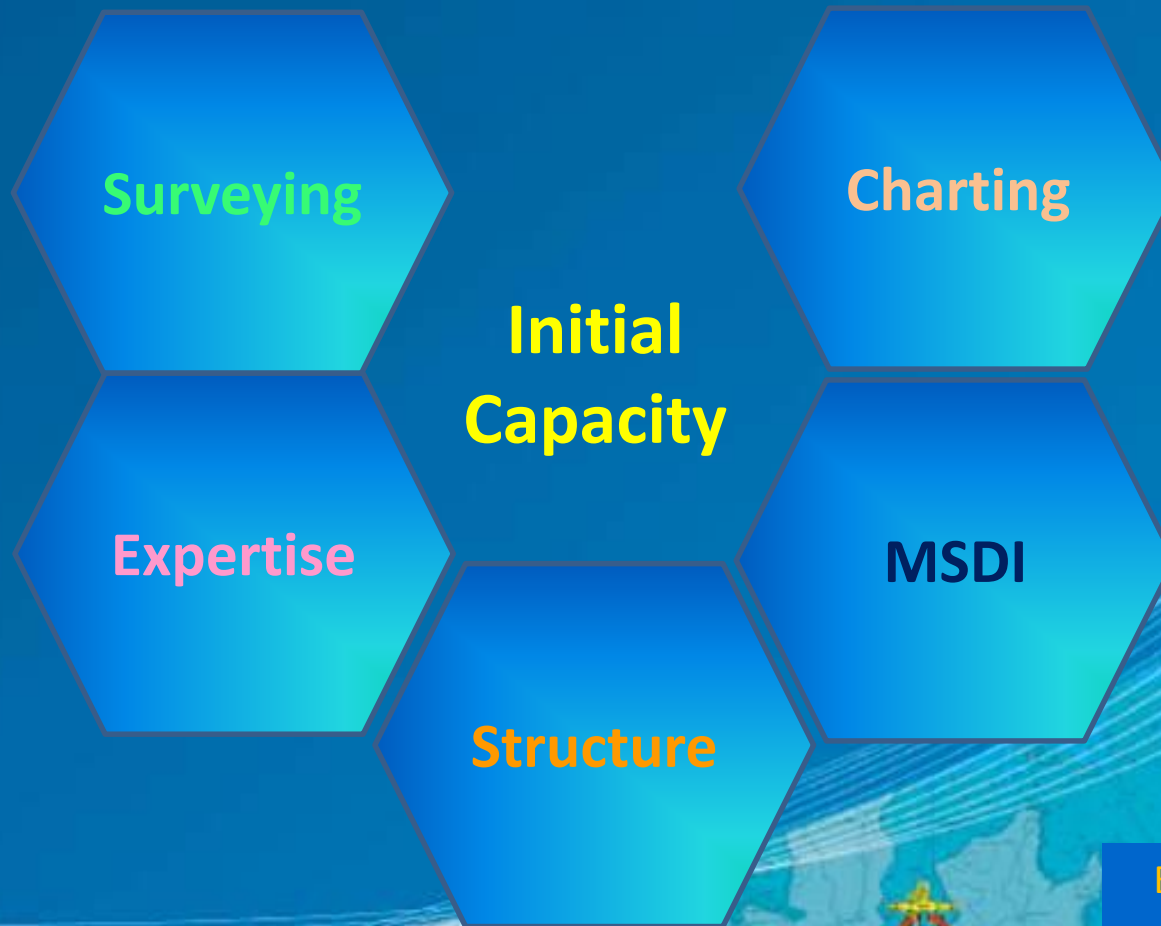 Surveying
Charting
Initial
Capacity
Expertise
MSDI
Structure